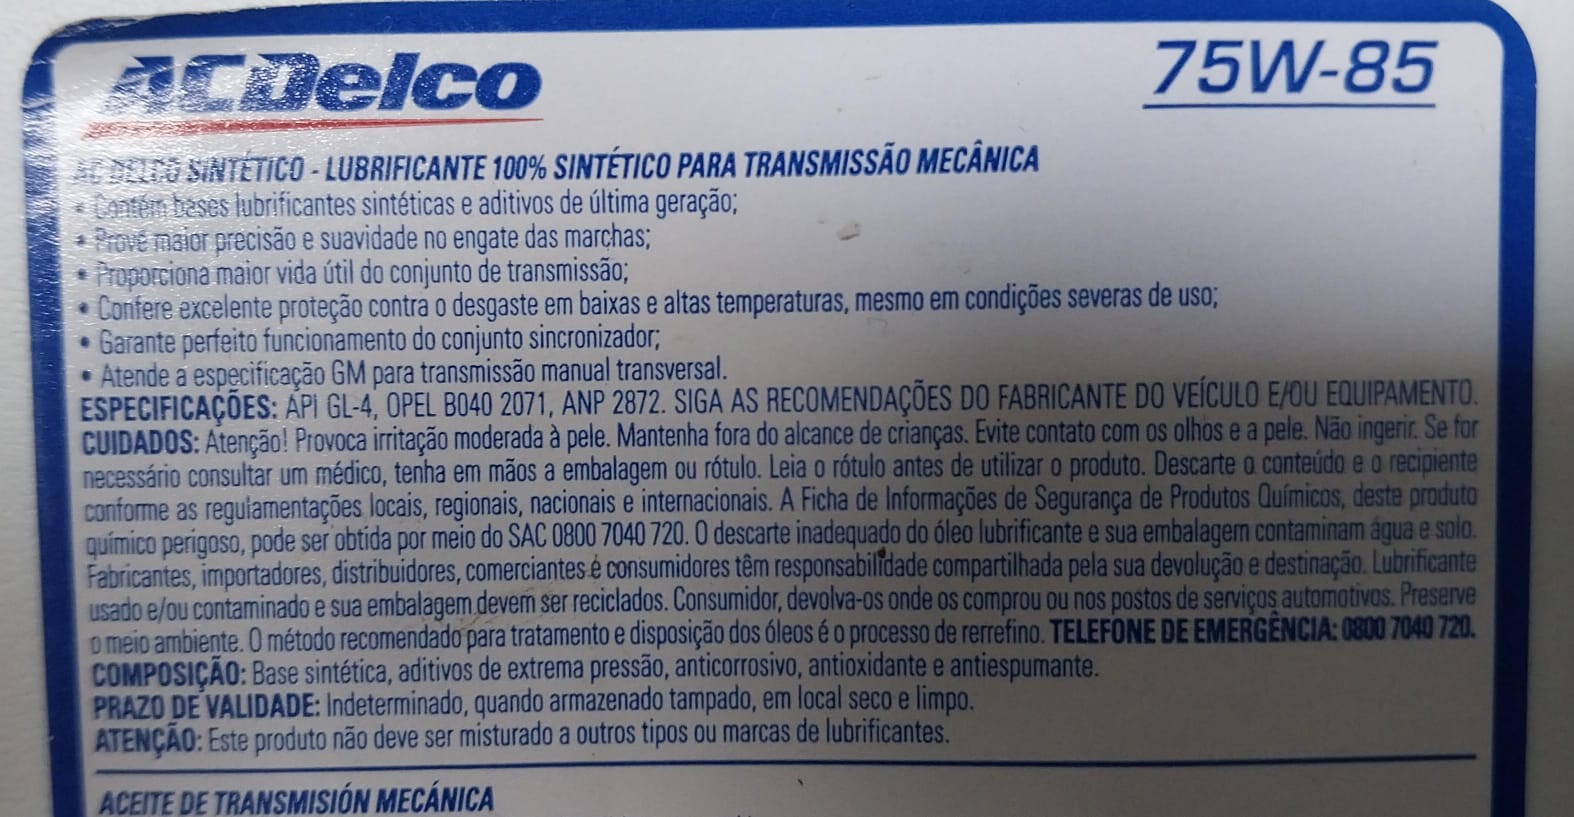 ACDelco
75W-85
AC DELCO SINTÉTICO - LUBRIFICANTE 100% SINTÉTICO PARA TRANSMISSÃO MECÂNICA
• Contém bases lubrificantes sintéticas e aditivos de última geração;
• Provê maior precisão e suavidade no engate das marchas;
• Proporciona maior vida útil do conjunto de transmissão;
• Confere excelente proteção contra o desgaste em baixas e altas temperaturas, mesmo em condições severas de uso;
• Garante perfeito funcionamento do conjunto sincronizador;
• Atende a especificação GM para transmissão manual transversal.
ESPECIFICAÇÕES: API GL-4, OPEL B040 2071, ANP 2872. SIGA AS RECOMENDAÇÕES DO FABRICANTE DO VEÍCULO E/OU EQUIPAMENTO.
CUIDADOS: Atenção! Provoca irritação moderada à pele. Mantenha fora do alcance de crianças. Evite contato com os olhos e a pele. Não ingerir. Se for
necessário consultar um médico, tenha em mãos a embalagem ou rótulo. Leia o rótulo antes de utilizar o produto. Descarte o conteúdo e o recipiente
conforme as regulamentações locais, regionais, nacionais e internacionais. A Ficha de Informações de Segurança de Produtos Químicos, deste produto
químico perigoso, pode ser obtida por meio do SAC 0800 7040 720. O descarte inadequado do óleo lubrificante e sua embalagem contaminam água e solo.
Fabricantes, importadores, distribuidores, comerciantes e consumidores têm responsabilidade compartilhada pela sua devolução e destinação. Lubrificante
usado e/ou contaminado e sua embalagem devem ser reciclados. Consumidor, devolva-os onde os comprou ou nos postos de serviços automotivos. Preserve
o meio ambiente. O método recomendado para tratamento e disposição dos óleos é o processo de rerrefino. TELEFONE DE EMERGÊNCIA: 0800 7040 720.
COMPOSIÇÃO: Base sintética, aditivos de extrema pressão, anticorrosivo, antioxidante e antiespumante.
PRAZO DE VALIDADE: Indeterminado, quando armazenado tampado, em local seco e limpo.
ATENÇÃO: Este produto não deve ser misturado a outros tipos ou marcas de lubrificantes.
ACEITE DE TRANSMISIÓN MECÁNICA